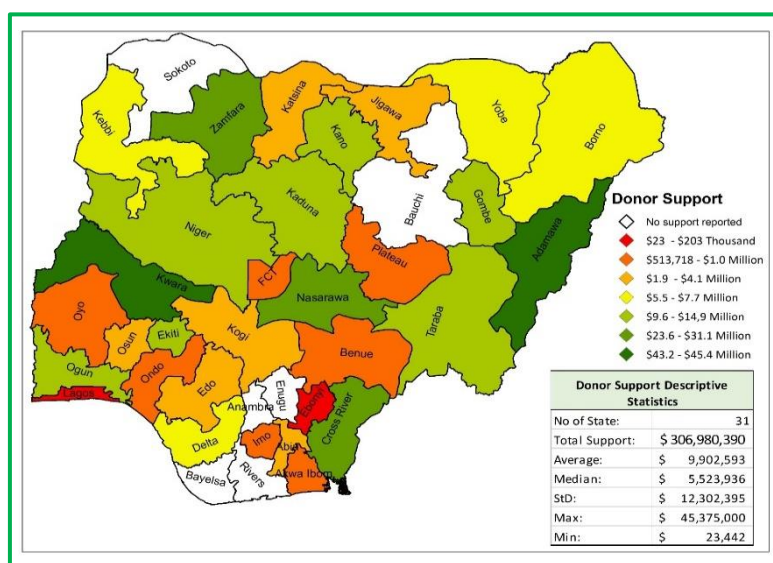 Sokoto
Kebbi
Zamfara
Katsina
Jigawa
Kano
Yobe
Borno
Bauchi
Gombe
Kaduna
Niger
Adamawa
Plateau
FCT
Kwara
Nasarawa
Taraba
Oyo
Osun
Ekiti
Kogi
Benue
Ogun
Ondo
Edo
Lagos
Enugu
Anambra
Ebonyi
Cross River
Delta
Imo
Abia
Bayelsa
Rivers
Akwa Ibom
Donor Support
No support reported
$23 - $203 Thousand
$513,718 - $1.0 Million
$1.9 - $4.1 Million
$5.5 - $7.7 Million
$9.6 - $14,9 Million
$23.6 - $31.1 Million
$43.2 - $45.4 Million
Donor Support Descriptive
Statistics
No of State: 31
Total Support: $ 306,980,390
Average: $ 9,902,593
Median: $ 5,523,936
StD: $ 12,302,395
Max: $ 45,375,000
Min: $ 23,442